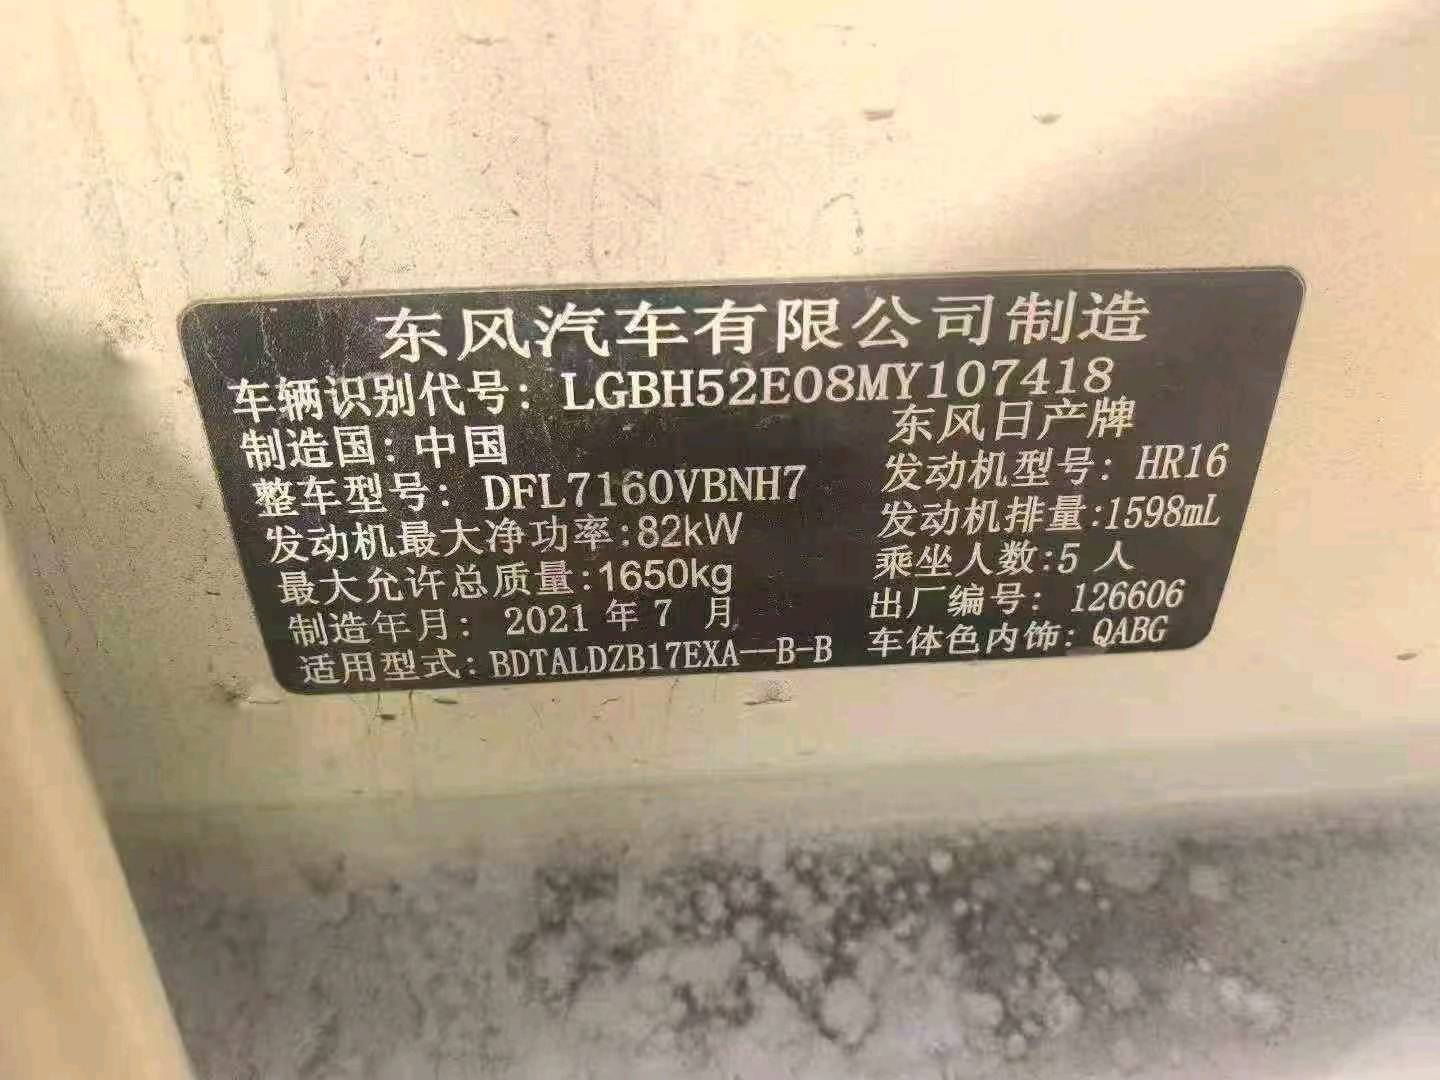 东风汽车有限公司制造
车辆识别代号: LGBH52E08MY107418
制造国: 中国 东风日产牌
整车型号: DFL7160VBNH7 发动机型号: HR16
发动机最大净功率:82kW 发动机排量:1598mL
最大允许总质量:1650kg 乘坐人数:5 人
制造年月: 2021 年 7 月 出厂编号: 126606
适用型式: BDTALDZB17EXA--B-B 车体色内饰: QABG